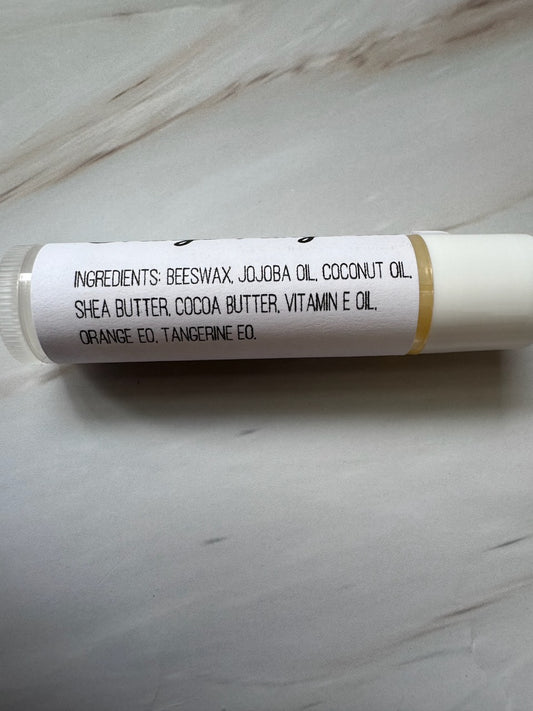 INGREDIENTS: BEESWAX, JOJOBA OIL, COCONUT OIL,
SHEA BUTTER, COCOA BUTTER, VITAMIN E OIL,
ORANGE EO, TANGERINE EO.